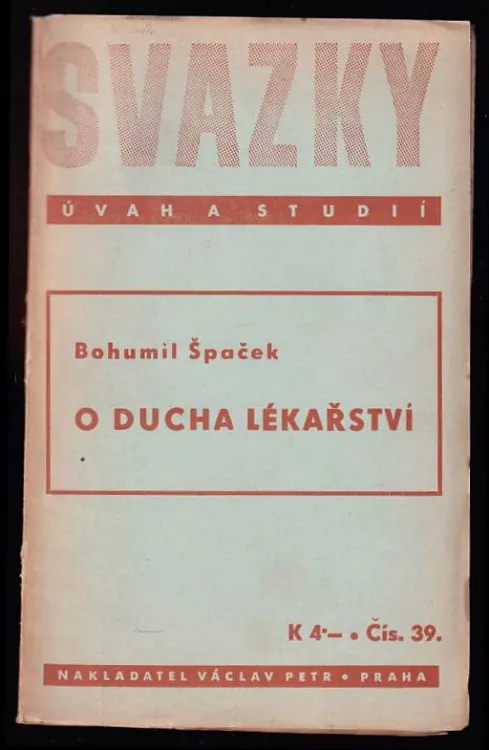 SVAZKY
ÚVAH A STUDIÍ
Bohumil Špaček
O DUCHA LÉKAŘSTVÍ
K 4·— • Čís. 39.
NAKLADATEL VÁCLAV PETR • PRAHA